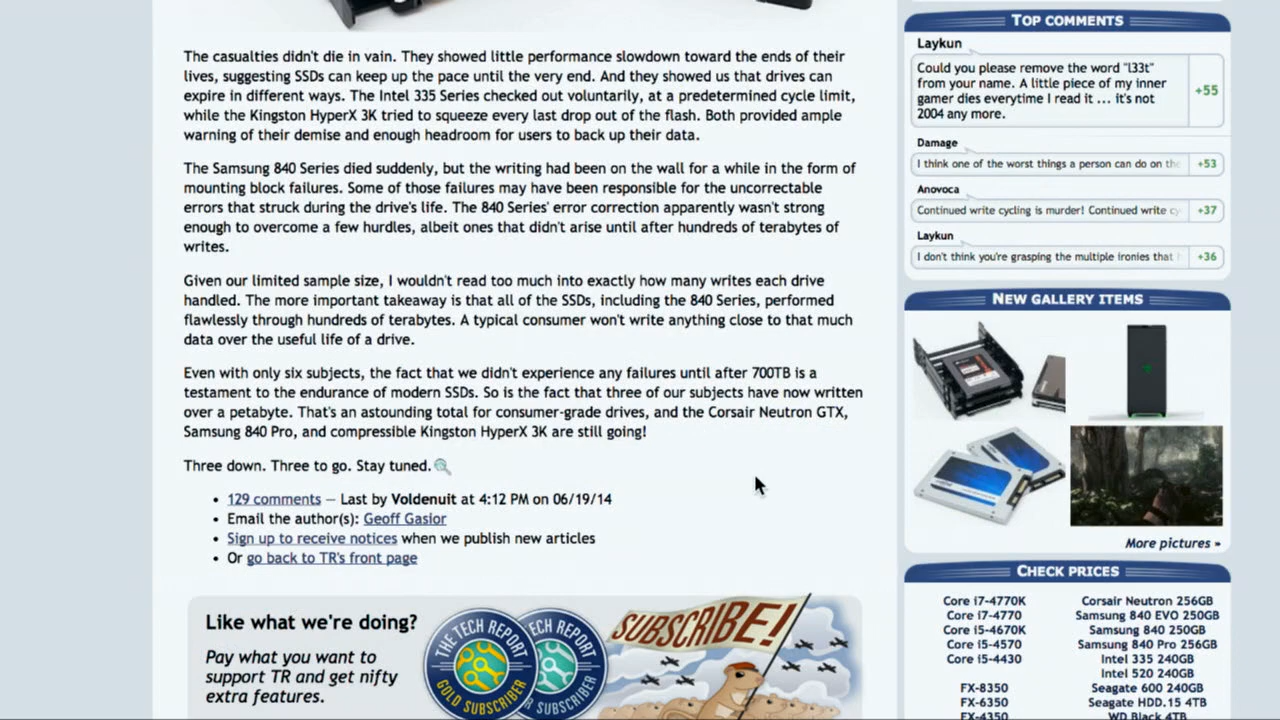 The casualties didn't die in vain. They showed little performance slowdown toward the ends of their
lives, suggesting SSDs can keep up the pace until the very end. And they showed us that drives can
expire in different ways. The Intel 335 Series checked out voluntarily, at a predetermined cycle limit,
while the Kingston HyperX 3K tried to squeeze every last drop out of the flash. Both provided ample
warning of their demise and enough headroom for users to back up their data.
The Samsung 840 Series died suddenly, but the writing had been on the wall for a while in the form of
mounting block failures. Some of those failures may have been responsible for the uncorrectable
errors that struck during the drive's life. The 840 Series' error correction apparently wasn't strong
enough to overcome a few hurdles, albeit ones that didn't arise until after hundreds of terabytes of
writes.
Given our limited sample size, I wouldn't read too much into exactly how many writes each drive
handled. The more important takeaway is that all of the SSDs, including the 840 Series, performed
flawlessly through hundreds of terabytes. A typical consumer won't write anything close to that much
data over the useful life of a drive.
Even with only six subjects, the fact that we didn't experience any failures until after 700TB is a
testament to the endurance of modern SSDs. So is the fact that three of our subjects have now written
over a petabyte. That's an astounding total for consumer-grade drives, and the Corsair Neutron GTX,
Samsung 840 Pro, and compressible Kingston HyperX 3K are still going!
Three down. Three to go. Stay tuned.
• 129 comments — Last by Voldenuit at 4:12 PM on 06/19/14
• Email the author(s): Geoff Gasior
• Sign up to receive notices when we publish new articles
• Or go back to TR's front page
Like what we're doing?
Pay what you want to
support TR and get nifty
extra features.
THE TECH REPORT
GOLD SUBSCRIBER
ECH REPORT
R SUBSCRIBER
SUBSCRIBE!
TOP COMMENTS
Laykun
Could you please remove the word "l33t"
from your name. A little piece of my inner
gamer dies everytime I read it ... it's not
2004 any more.
+55
Damage
I think one of the worst things a person can do on the
+53
Anovoca
Continued write cycling is murder! Continued write cy
+37
Laykun
I don't think you're grasping the multiple ironies that
+36
NEW GALLERY ITEMS
More pictures »
CHECK PRICES
Core i7-4770K Corsair Neutron 256GB
Core i7-4770 Samsung 840 EVO 250GB
Core i5-4670K Samsung 840 250GB
Core i5-4570 Samsung 840 Pro 256GB
Core i5-4430 Intel 335 240GB
Intel 520 240GB
FX-8350 Seagate 600 240GB
FX-6350 Seagate HDD.15 4TB
FX-4350 WD Black 4TB